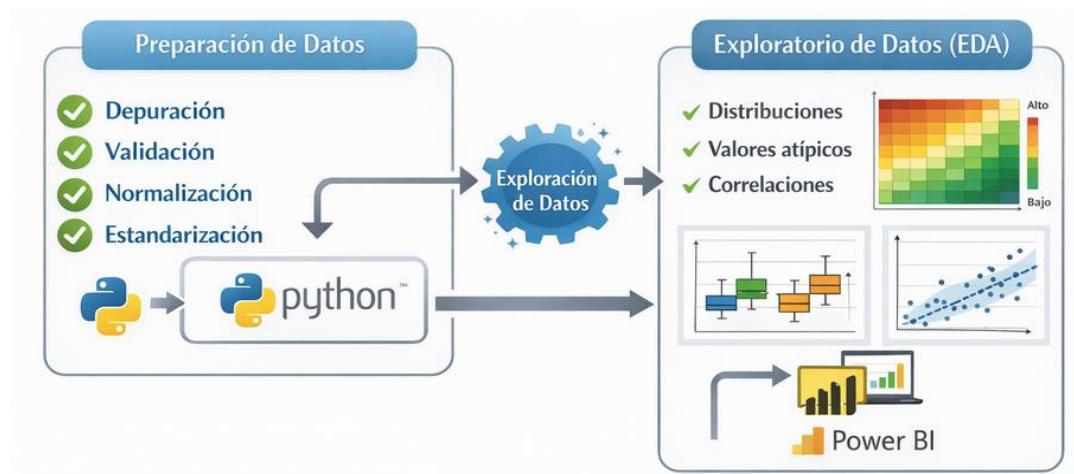 Preparación de Datos
Depuración
Validación
Normalización
Estandarización
python™
Exploración
de Datos
Exploratorio de Datos (EDA)
Distribuciones
Valores atípicos
Correlaciones
Alto
Bajo
Power BI